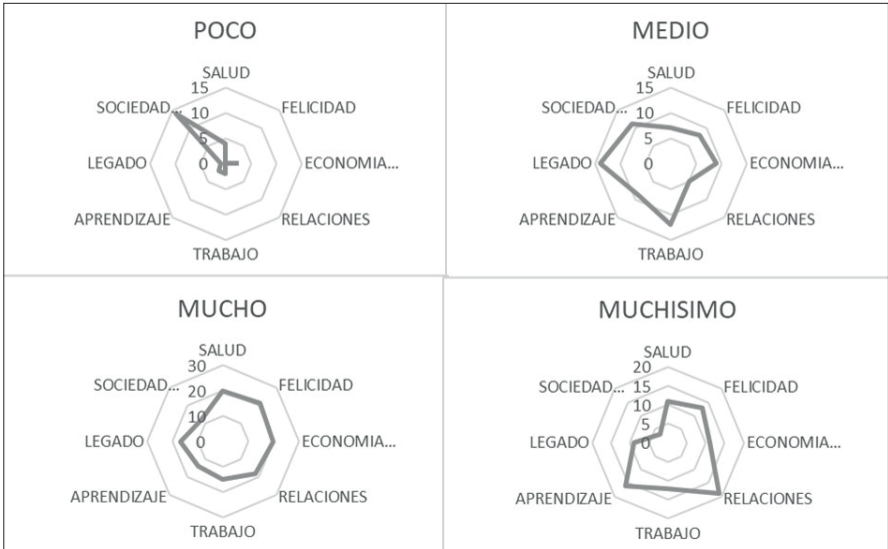 POCO
SALUD
15
SOCIEDAD...
10
FELICIDAD
5
LEGADO
0
ECONOMIA...
APRENDIZAJE
RELACIONES
TRABAJO
MEDIO
SALUD
15
SOCIEDAD...
10
FELICIDAD
5
LEGADO
0
ECONOMIA...
APRENDIZAJE
RELACIONES
TRABAJO
MUCHO
SALUD
30
SOCIEDAD...
20
FELICIDAD
10
LEGADO
0
ECONOMIA...
APRENDIZAJE
RELACIONES
TRABAJO
MUCHISIMO
SALUD
20
15
SOCIEDAD...
FELICIDAD
10
5
LEGADO
0
ECONOMIA...
APRENDIZAJE
RELACIONES
TRABAJO